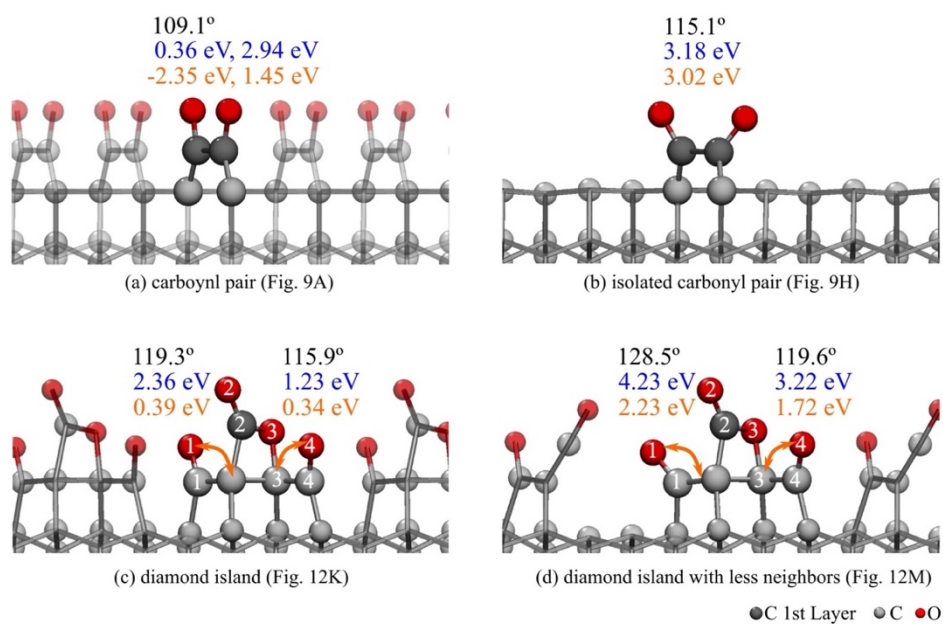 109.1º
0.36 eV, 2.94 eV
-2.35 eV, 1.45 eV
115.1º
3.18 eV
3.02 eV
(a) carboynl pair (Fig. 9A)
(b) isolated carbonyl pair (Fig. 9H)
119.3º
2.36 eV
0.39 eV
115.9º
1.23 eV
0.34 eV
2
2
3
1
4
1
3
4
128.5º
4.23 eV
2.23 eV
119.6º
3.22 eV
1.72 eV
2
2
3
1
4
1
3
4
(c) diamond island (Fig. 12K)
(d) diamond island with less neighbors (Fig. 12M)
C 1st Layer C O